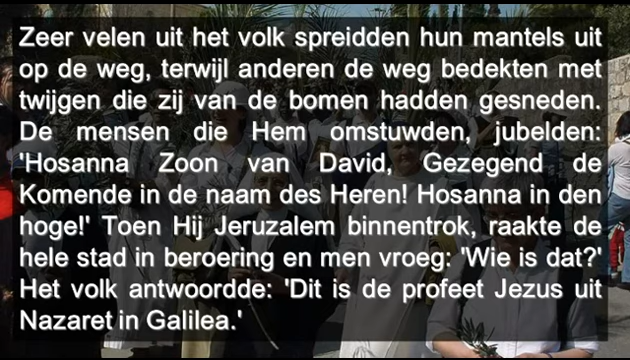 Zeer velen uit het volk spreidden hun mantels uit
op de weg, terwijl anderen de weg bedekten met
twijgen die zij van de bomen hadden gesneden.
De mensen die Hem omstuwden, jubelden:
'Hosanna Zoon van David, Gezegend de
Komende in de naam des Heren! Hosanna in den
hoge!' Toen Hij Jeruzalem binnentrok, raakte de
hele stad in beroering en men vroeg: 'Wie is dat?'
Het volk antwoordde: 'Dit is de profeet Jezus uit
Nazaret in Galilea.'